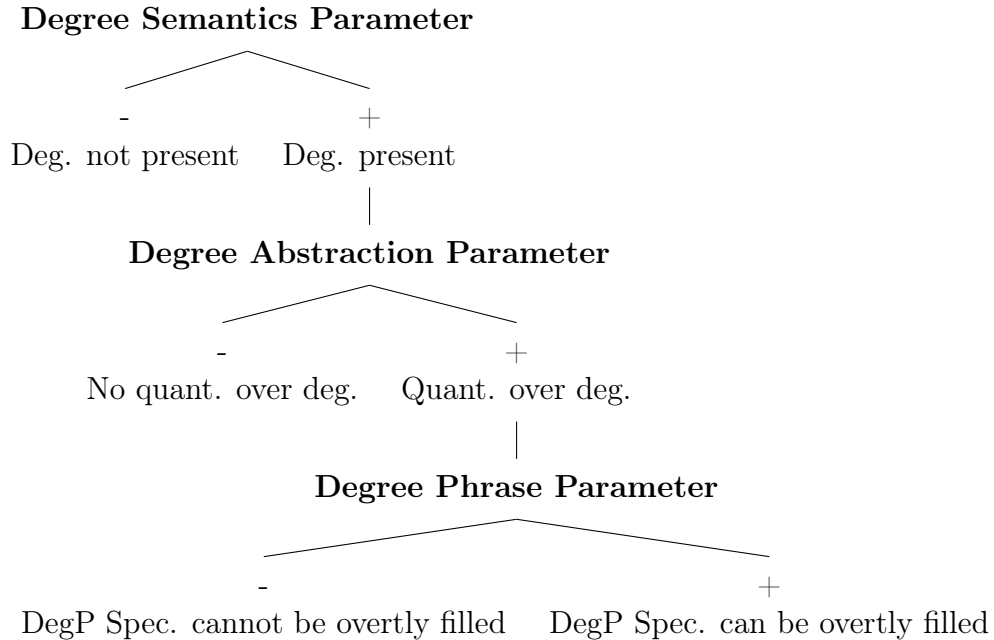 Degree Semantics Parameter
- +
Deg. not present Deg. present
Degree Abstraction Parameter
- +
No quant. over deg. Quant. over deg.
Degree Phrase Parameter
- +
DegP Spec. cannot be overtly filled DegP Spec. can be overtly filled